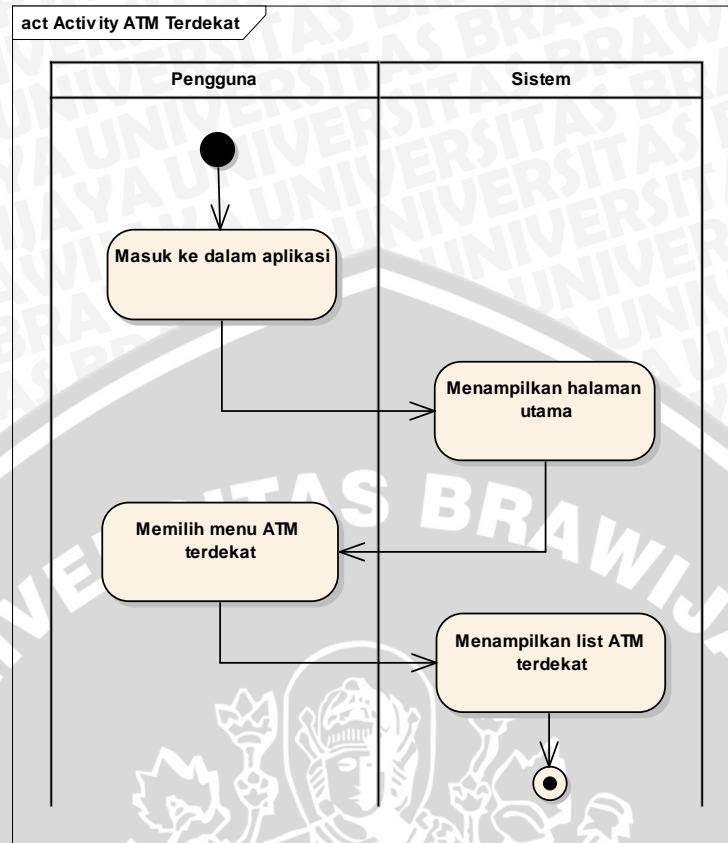 act Activity ATM Terdekat
Pengguna
Sistem
Masuk ke dalam aplikasi
Menampilkan halaman
utama
Memilih menu ATM
terdekat
Menampilkan list ATM
terdekat